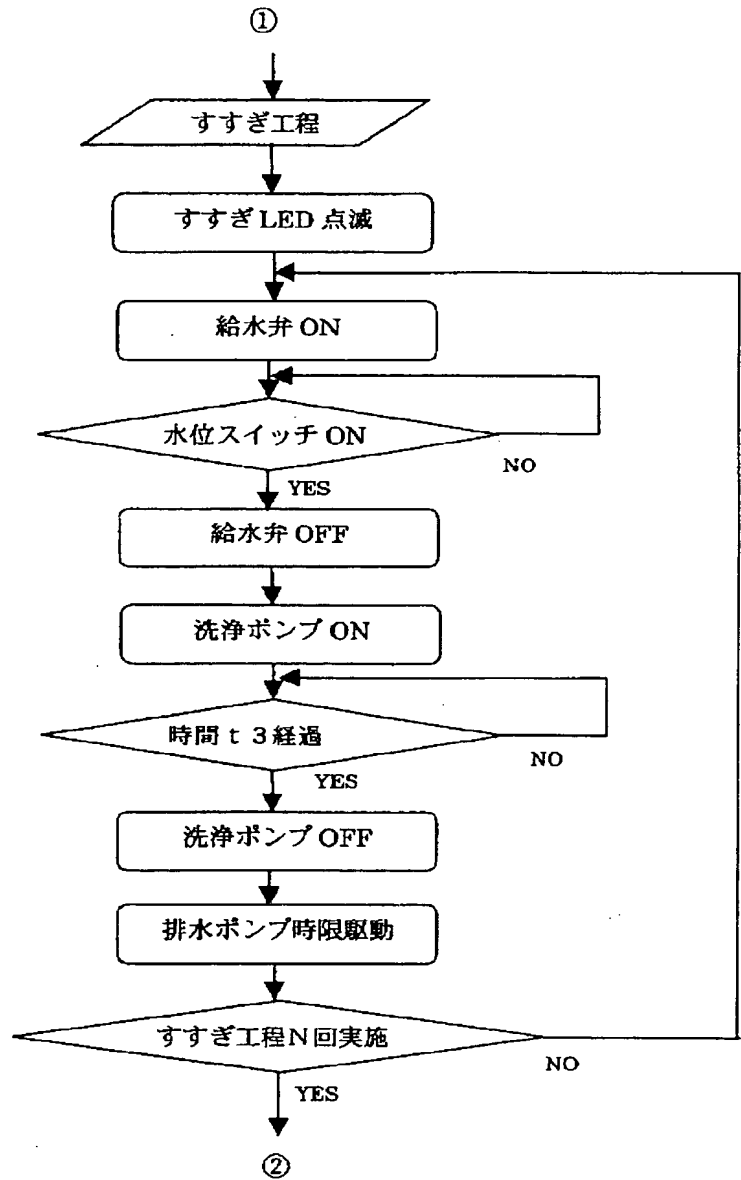 ①
すすぎ工程
すすぎ LED 点滅
給水弁 ON
水位スイッチ ON
NO
YES
給水弁 OFF
洗浄ポンプ ON
時間ｔ３経過
NO
YES
洗浄ポンプ OFF
排水ポンプ時限駆動
すすぎ工程Ｎ回実施
NO
YES
②